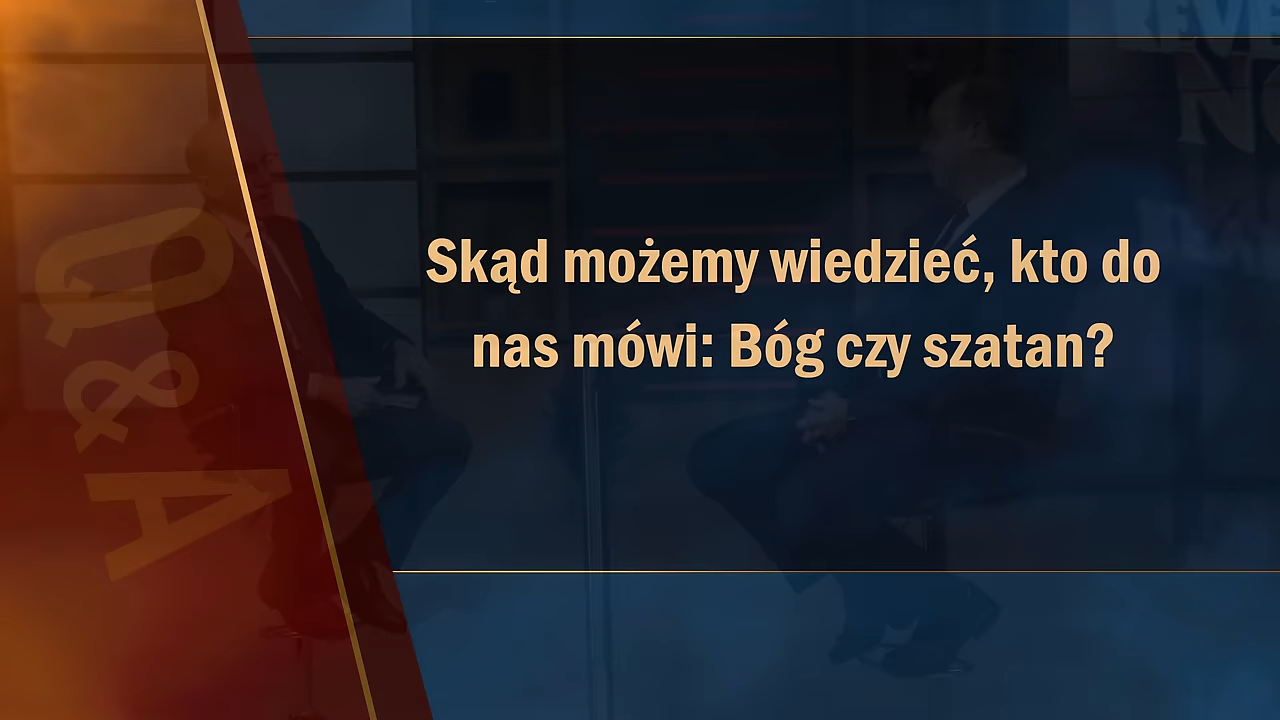 Q&A
Skąd możemy wiedzieć, kto do
nas mówi: Bóg czy szatan?